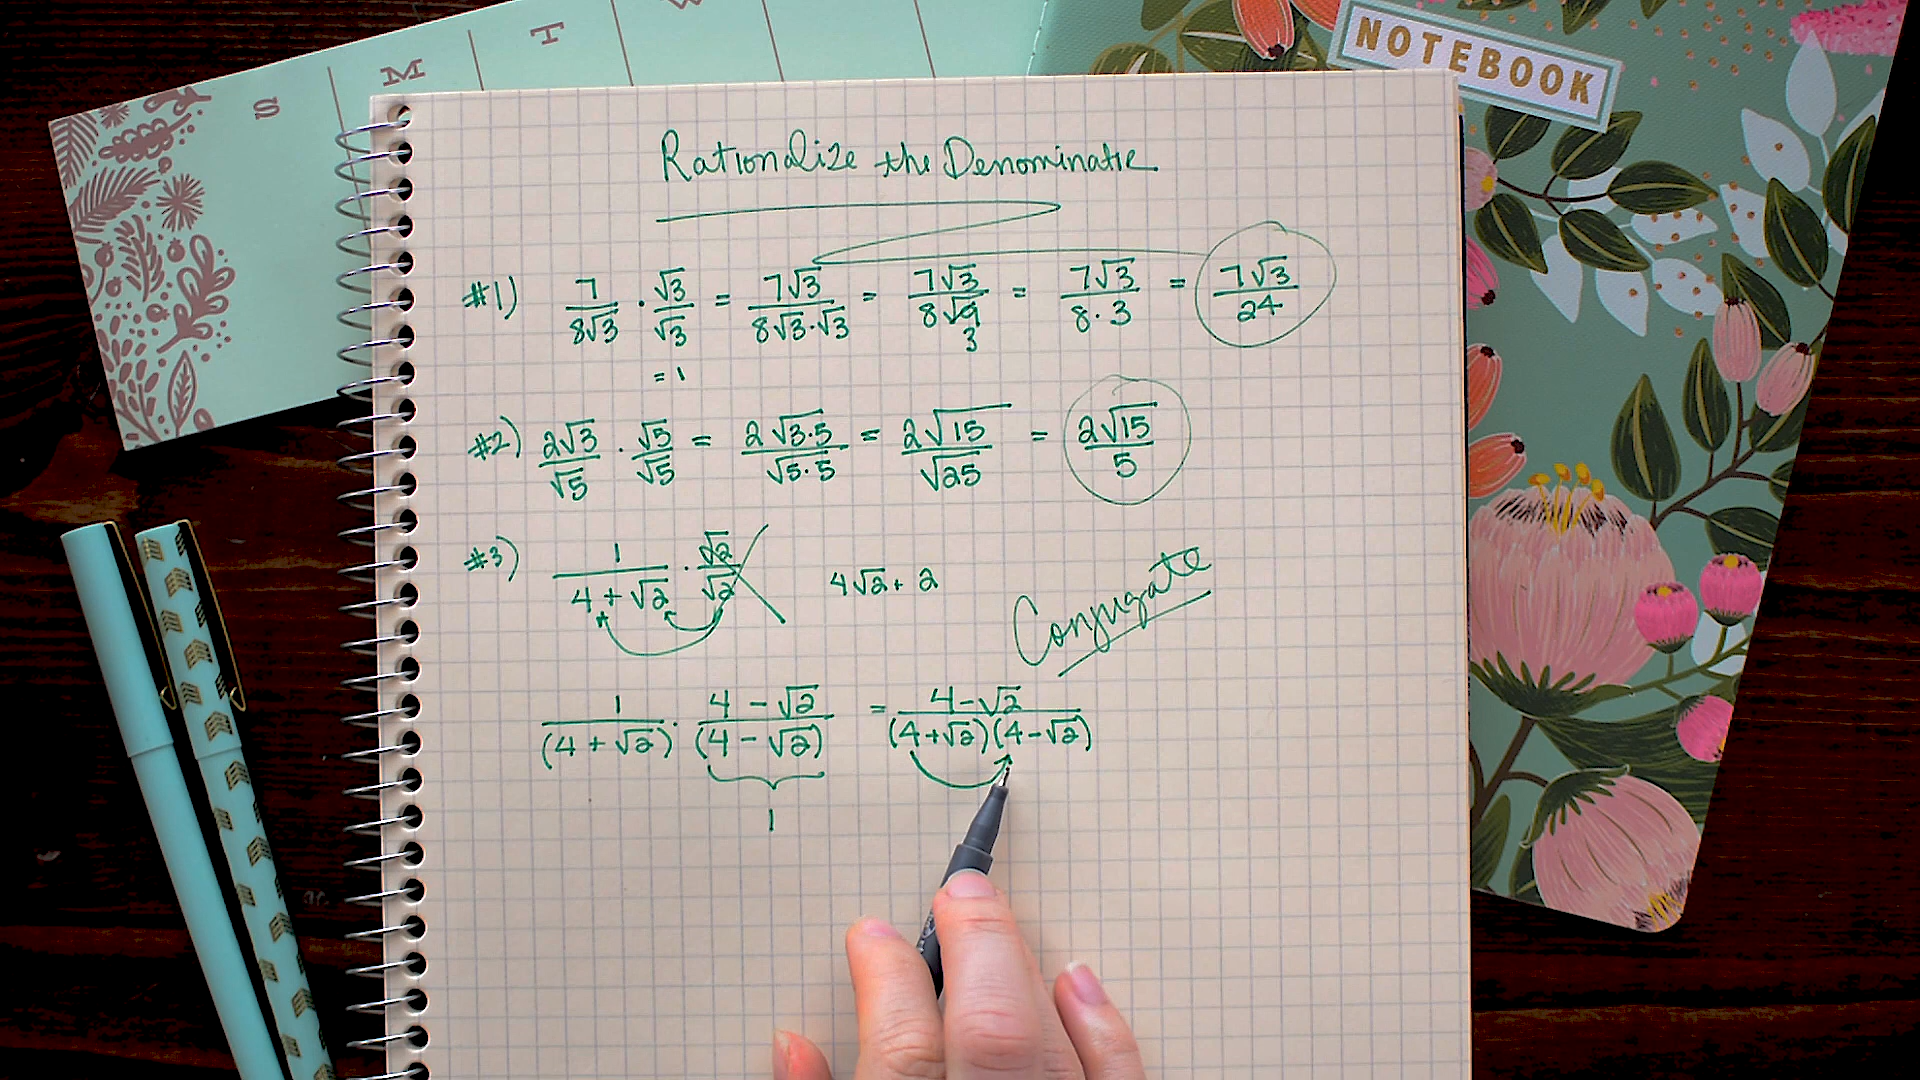 S M T W
NOTEBOOK
Rationalize the Denominator
#1) 7/8√3 · √3/√3 = 7√3/8√3·√3 = 7√3/8√9 = 7√3/8·3 = 7√3/24
3
= 1
#2) 2√3/√5 · √5/√5 = 2√3·5/√5·5 = 2√15/√25 = 2√15/5
#3) 1/4+√2 · √2/√2 4√2 + 2
Conjugate
1/(4+√2) · 4-√2/(4-√2) = 4-√2/(4+√2)(4-√2)
1